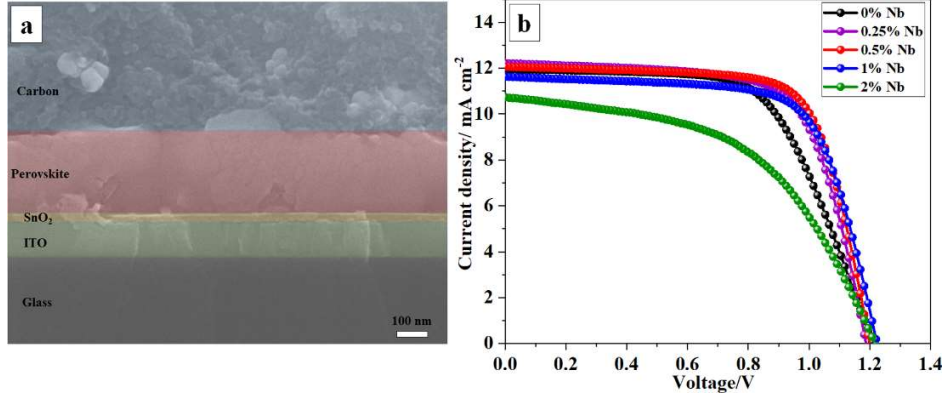 a
Carbon
Perovskite
SnO₂
ITO
Glass
100 nm
b
0% Nb
0.25% Nb
0.5% Nb
1% Nb
2% Nb
Current density/ mA cm⁻²
14
12
10
8
6
4
2
0
0.0 0.2 0.4 0.6 0.8 1.0 1.2 1.4
Voltage/V